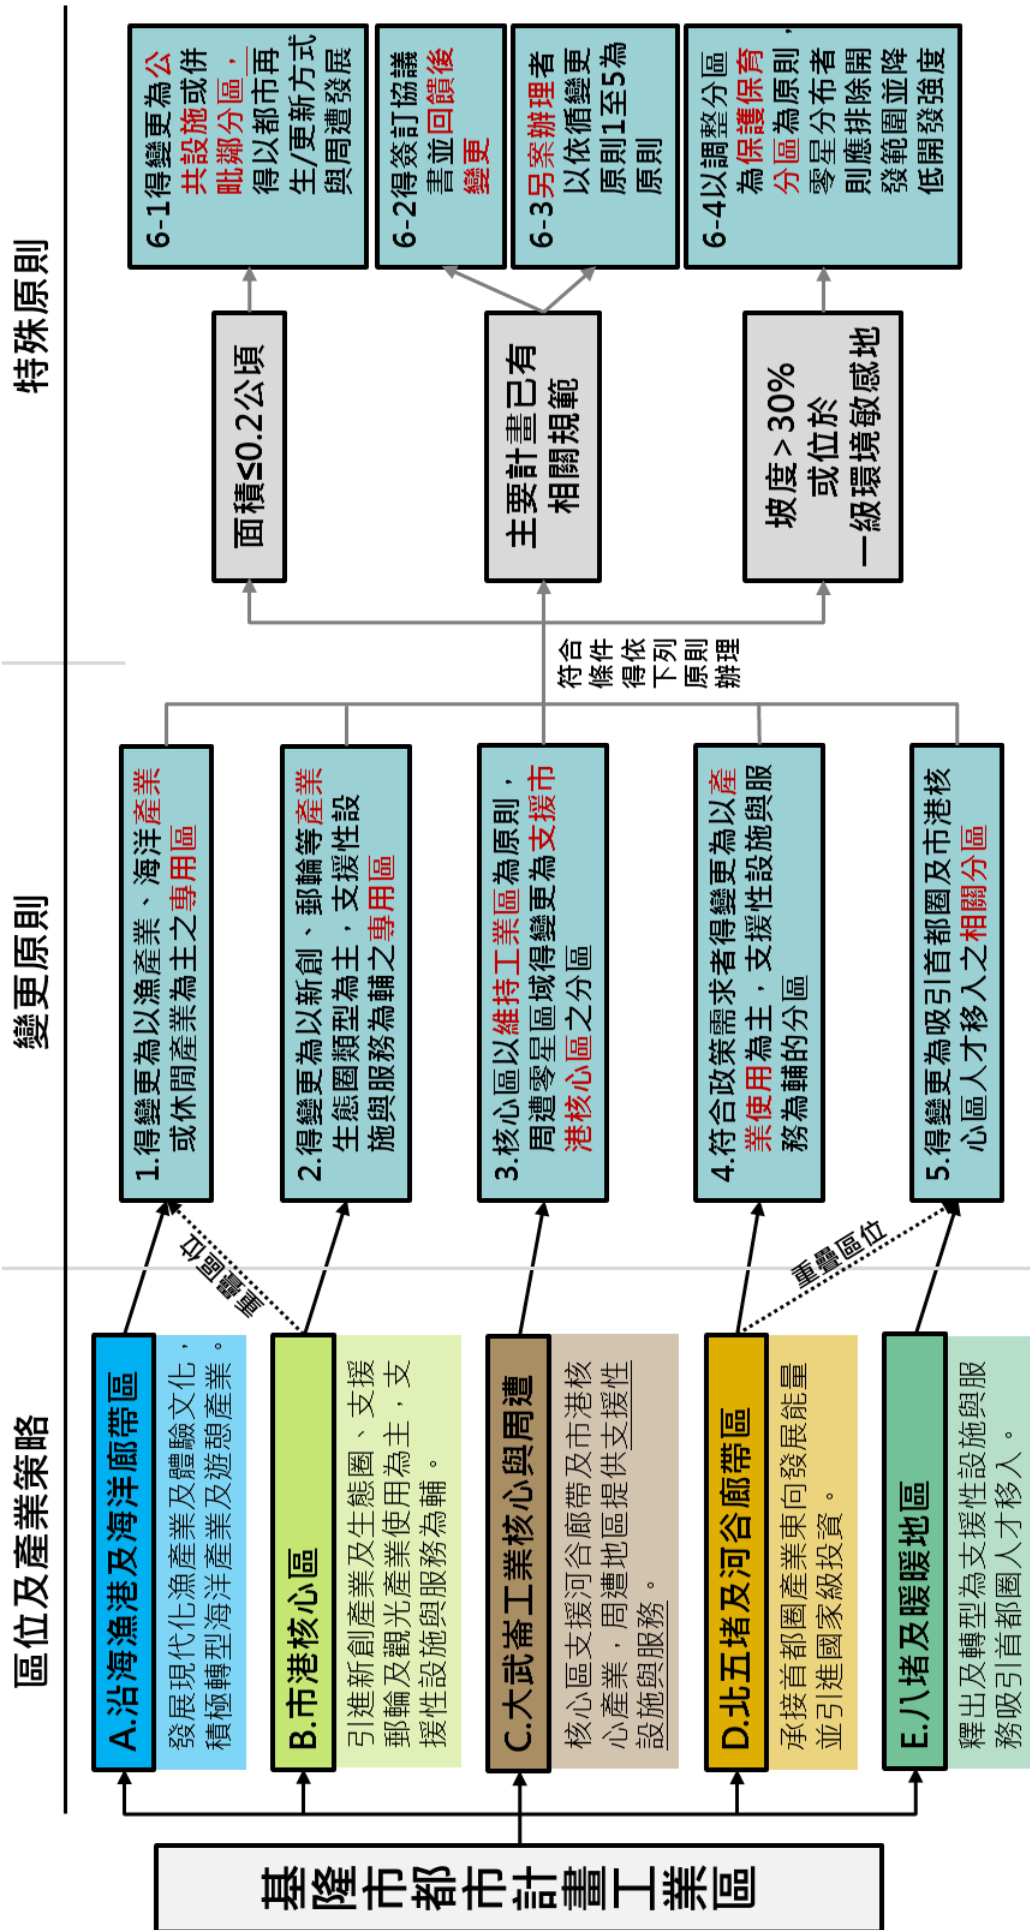 區位及產業策略
變更原則
特殊原則
基隆市都市計畫工業區
A.沿海漁港及海洋廊帶區
發展現代化漁產業及體驗文化，
積極轉型海洋產業及遊憩產業。
B.市港核心區
引進新創產業及生態圈、支援
郵輪及觀光產業使用為主，支
援性設施與服務為輔。
C.大武崙工業核心與周遭
核心區支援河谷廊帶及市港核
心產業，周遭地區提供支援性
設施與服務。
D.北五堵及河谷廊帶區
承接首都圈產業東向發展能量
並引進國家級投資。
E.八堵及暖暖地區
釋出及轉型為支援性設施與服
務吸引首都圈人才移入。
重疊區位
重疊區位
1.得變更為以漁產業、海洋產業
或休閒產業為主之專用區
2.得變更為以新創、郵輪等產業
生態圈類型為主，支援性設
施與服務為輔之專用區
3.核心區以維持工業區為原則，
周遭零星區域得變更為支援市
港核心區之分區
4.符合政策需求者得變更為以產
業使用為主，支援性設施與服
務為輔的分區
5.得變更為吸引首都圈及市港核
心區人才移入之相關分區
符合
條件
得依
下列
原則
辦理
面積≤0.2公頃
主要計畫已有
相關規範
坡度>30%
或位於
一級環境敏感地
6-1得變更為公
共設施或併
毗鄰分區，
得以都市再
生/更新方式
與周遭發展
6-2得簽訂協議
書並回饋後
變更
6-3另案辦理者
以依循變更
原則1至5為
原則
6-4以調整分區
為保護保育
分區為原則，
零星分布者
則應排除開
發範圍並降
低開發強度